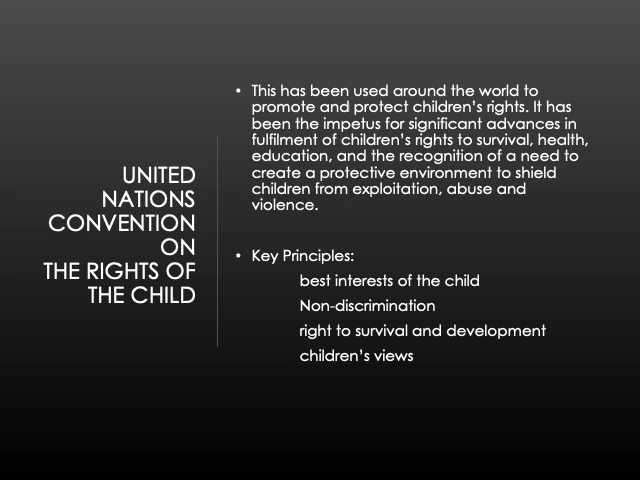 UNITED
NATIONS
CONVENTION
ON
THE RIGHTS OF
THE CHILD
• This has been used around the world to
promote and protect children’s rights. It has
been the impetus for significant advances in
fulfilment of children’s rights to survival, health,
education, and the recognition of a need to
create a protective environment to shield
children from exploitation, abuse and
violence.
• Key Principles:
best interests of the child
Non-discrimination
right to survival and development
children’s views